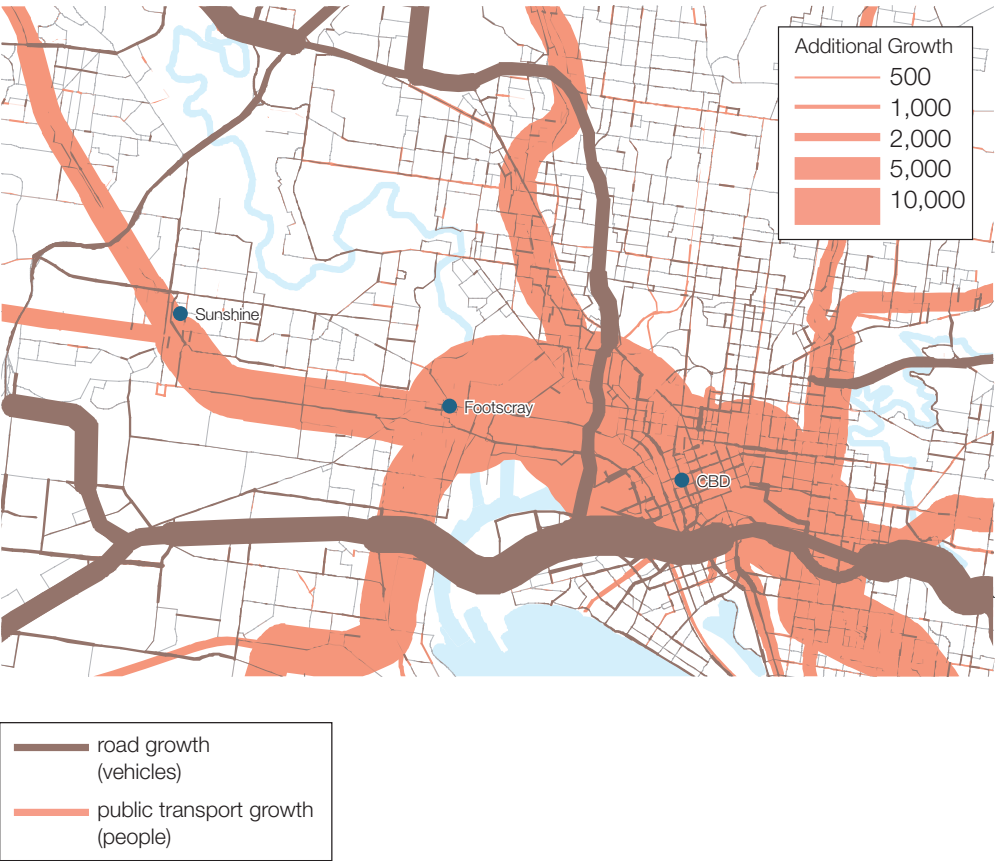 Additional Growth
500
1,000
2,000
5,000
10,000
Sunshine
Footscray
CBD
road growth
(vehicles)
public transport growth
(people)